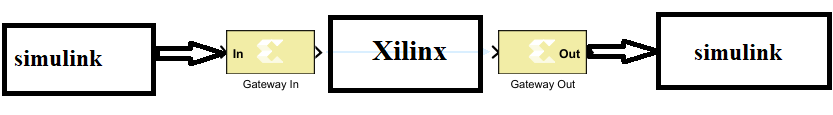 simulink
In
Gateway In
Xilinx
Out
Gateway Out
simulink